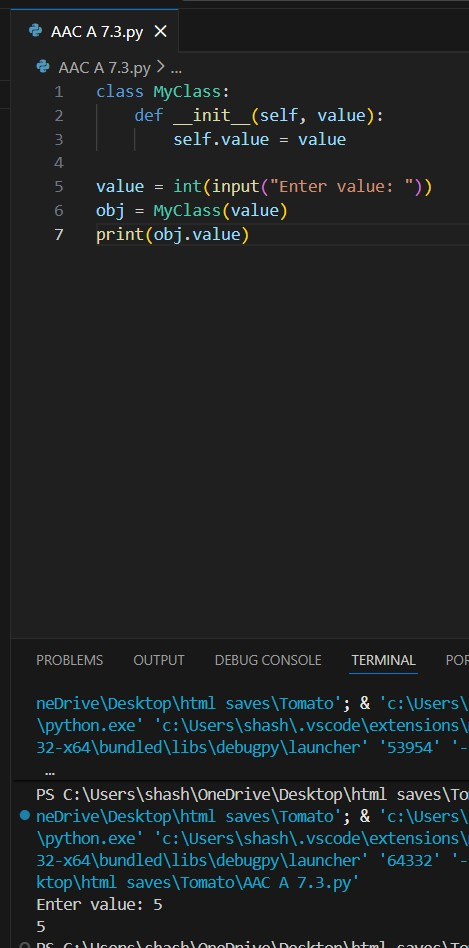 AAC A 7.3.py
AAC A 7.3.py > ...
1 class MyClass:
2     def __init__(self, value):
3         self.value = value
4
5 value = int(input("Enter value: "))
6 obj = MyClass(value)
7 print(obj.value)
PROBLEMS OUTPUT DEBUG CONSOLE TERMINAL POR
neDrive\Desktop\html saves\Tomato'; & 'c:\Users\
\python.exe' 'c:\Users\shash\.vscode\extensions\
32-x64\bundled\libs\debugpy\launcher' '53954' '-
…
PS C:\Users\shash\OneDrive\Desktop\html saves\To
neDrive\Desktop\html saves\Tomato'; & 'c:\Users\
\python.exe' 'c:\Users\shash\.vscode\extensions\
32-x64\bundled\libs\debugpy\launcher' '64332' '-
ktop\html saves\Tomato\AAC A 7.3.py'
Enter value: 5
5
PS C:\Users\shash\OneDrive\Desktop\html saves\To